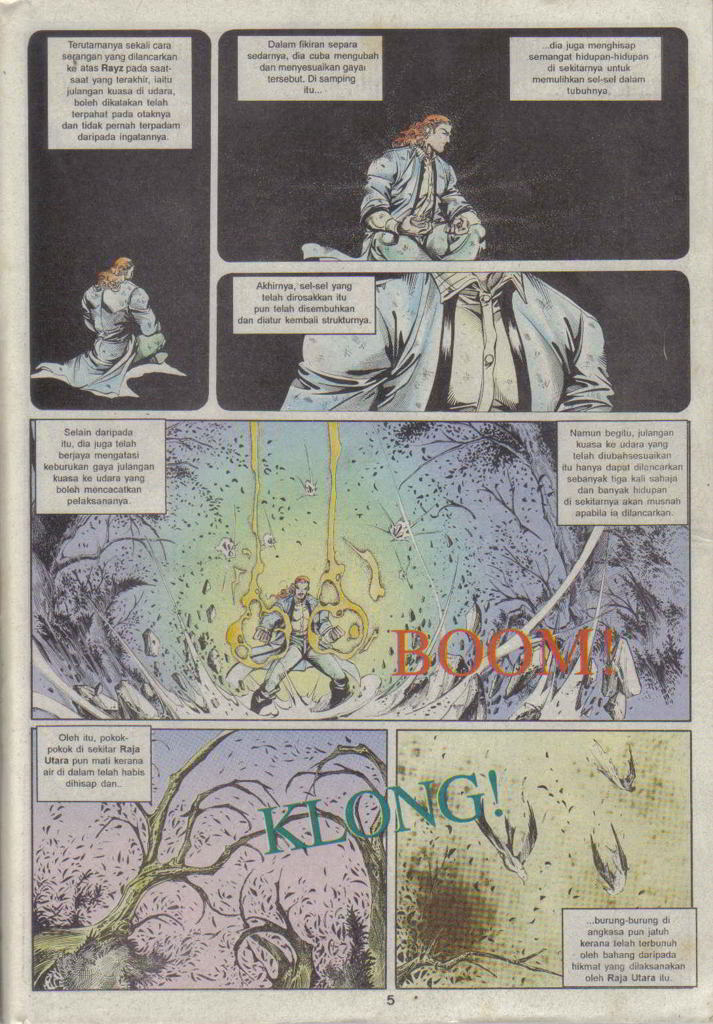 Terutamanya sekali cara
serangan yang dilancarkan
ke atas Rayz pada saat-
saat yang terakhir, iaitu
julangan kuasa di udara,
boleh dikatakan telah
terpahat pada otaknya
dan tidak pernah terpadam
daripada ingatannya.
Dalam fikiran separa
sedarnya, dia cuba mengubah
dan menyesuaikan gayai
tersebut. Di samping
itu...
...dia juga menghisap
semangat hidupan-hidupan
di sekitarnya untuk
memulihkan sel-sel dalam
tubuhnya.
Akhirnya, sel-sel yang
telah dirosakkan itu
pun telah disembuhkan
dan diatur kembali strukturnya.
Selain daripada
itu, dia juga telah
berjaya mengatasi
keburukan gaya julangan
kuasa ke udara yang
boleh mencacatkan
pelaksananya.
Namun begitu, julangan
kuasa ke udara yang
telah diubahsesuaikan
itu hanya dapat dilancarkan
sebanyak tiga kali sahaja
dan banyak hidupan
di sekitarnya akan musnah
apabila ia dilancarkan.
BOOM!
Oleh itu, pokok-
pokok di sekitar Raja
Utara pun mati kerana
air di dalam telah habis
dihisap dan..
KLONG!
...burung-burung di
angkasa pun jatuh
kerana telah terbunuh
oleh bahang daripada
hikmat yang dilaksanakan
oleh Raja Utara itu.
5